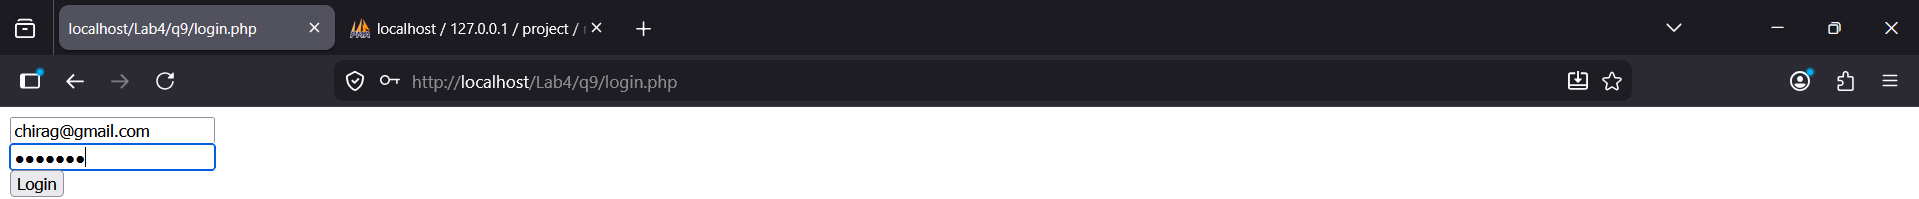 localhost/Lab4/q9/login.php
localhost / 127.0.0.1 / project /
http://localhost/Lab4/q9/login.php
chirag@gmail.com
•••••••
Login